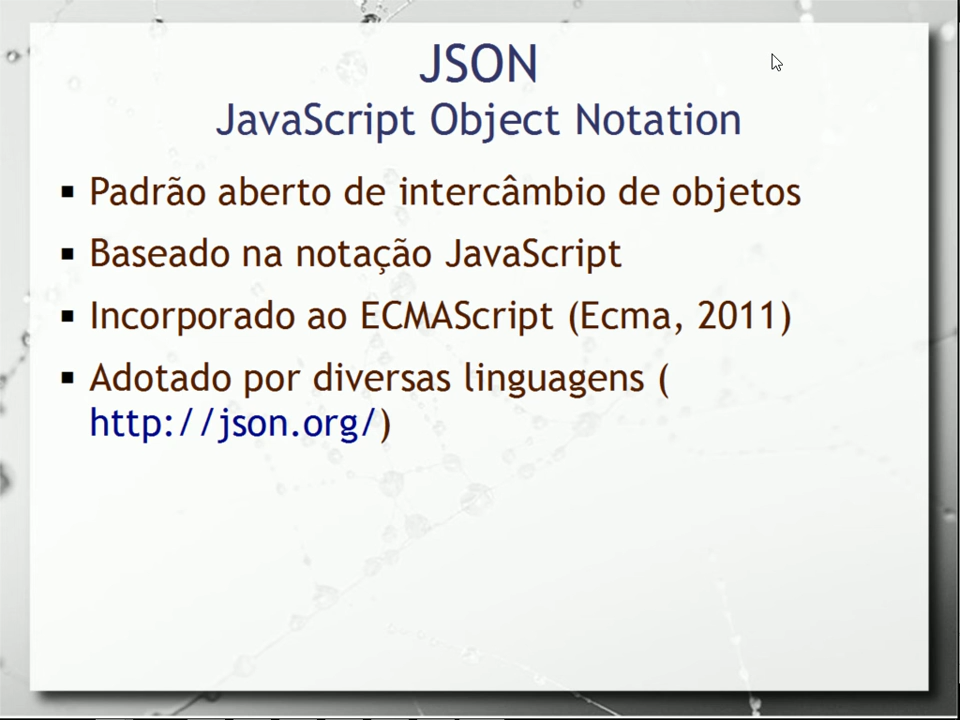 JSON
JavaScript Object Notation
Padrão aberto de intercâmbio de objetos
Baseado na notação JavaScript
Incorporado ao ECMAScript (Ecma, 2011)
Adotado por diversas linguagens (
http://json.org/)